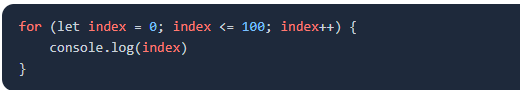 for (let index = 0; index <= 100; index++) {
    console.log(index)
}